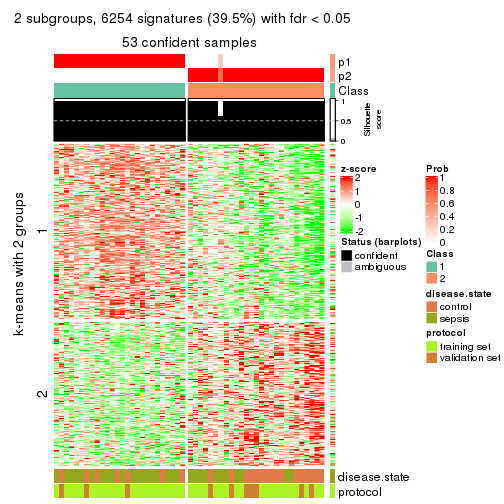 2 subgroups, 6254 signatures (39.5%) with fdr < 0.05
53 confident samples
p1
p2
Class
1
0.5
0
Silhouette
score
k-means with 2 groups
1
2
z-score
2
1
0
-1
-2
Status (barplots)
confident
ambiguous
Prob
1
0.8
0.6
0.4
0.2
0
Class
1
2
disease.state
control
sepsis
protocol
training set
validation set
disease.state
protocol